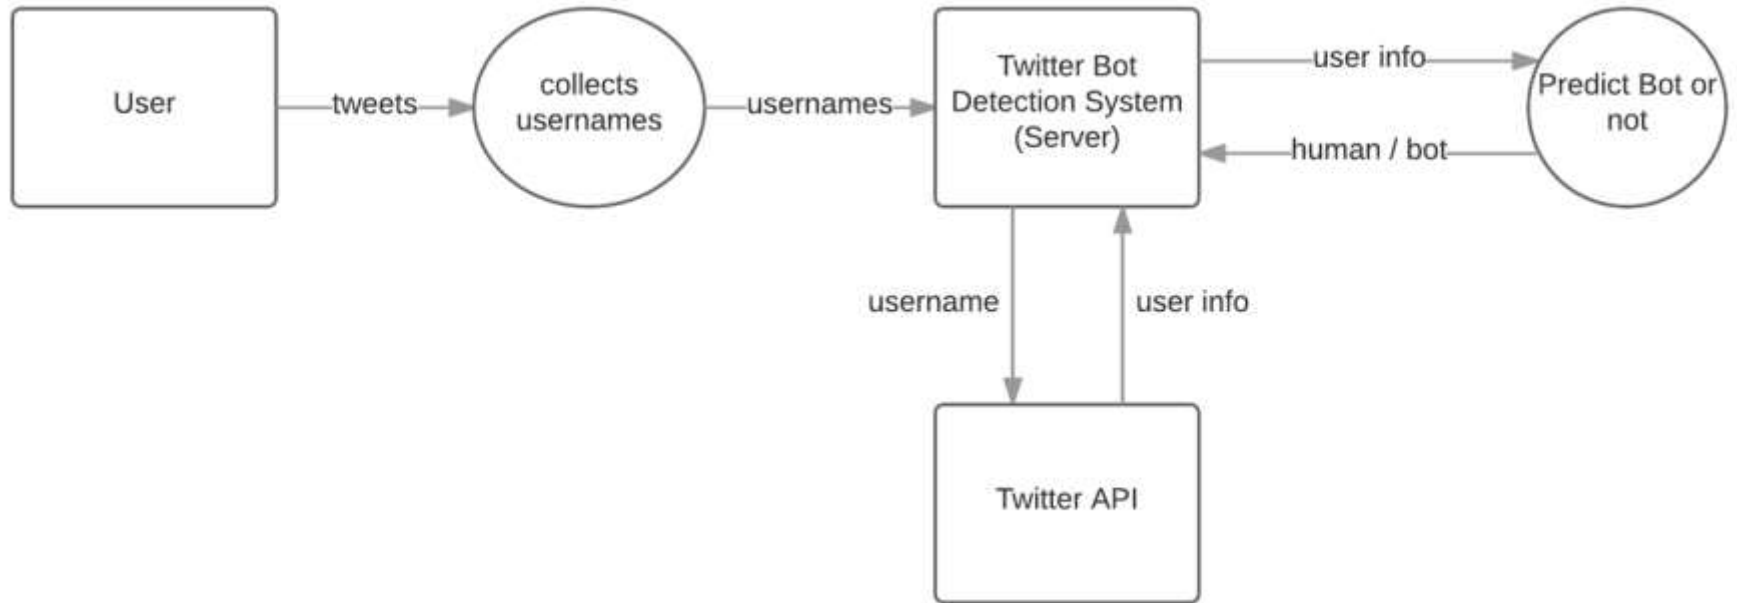 User
tweets
collects
usernames
usernames
Twitter Bot
Detection System
(Server)
user info
human / bot
Predict Bot or
not
username
user info
Twitter API